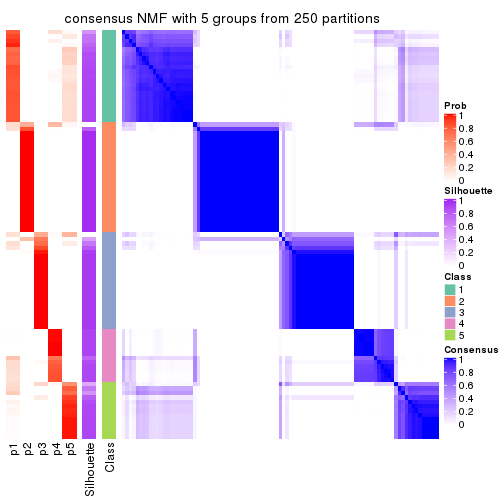 consensus NMF with 5 groups from 250 partitions
Prob
1
0.8
0.6
0.4
0.2
0
Silhouette
1
0.8
0.6
0.4
0.2
0
Class
1
2
3
4
5
Consensus
1
0.8
0.6
0.4
0.2
0
p1
p2
p3
p4
p5
Silhouette
Class